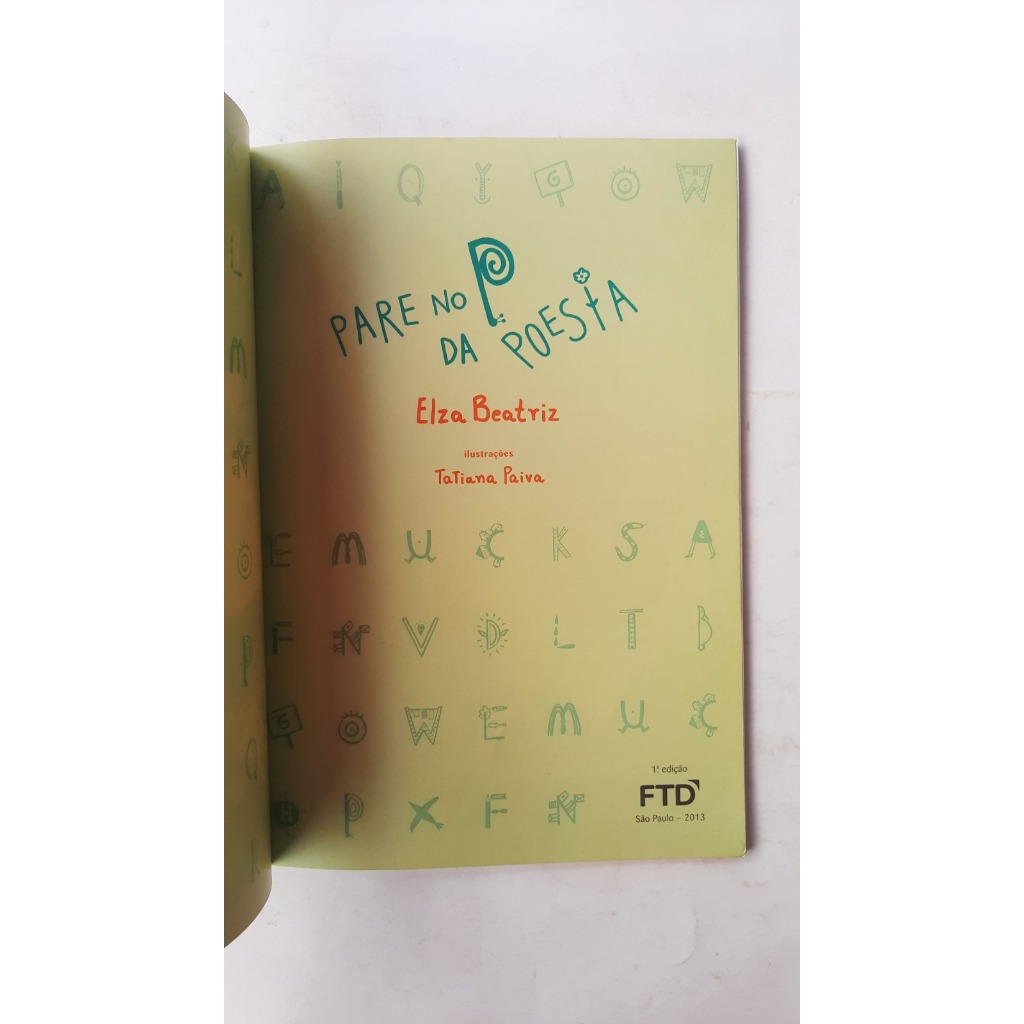 A I Q Y G O W
PARE NO P
DA POESIA
Elza Beatriz
ilustrações
Tatiana Paiva
E M U Ç K S A
F N V D L T B
G O W E M U Ç
H P X F N
1ª edição
FTD
São Paulo – 2013
L
M
N
O
P
Q